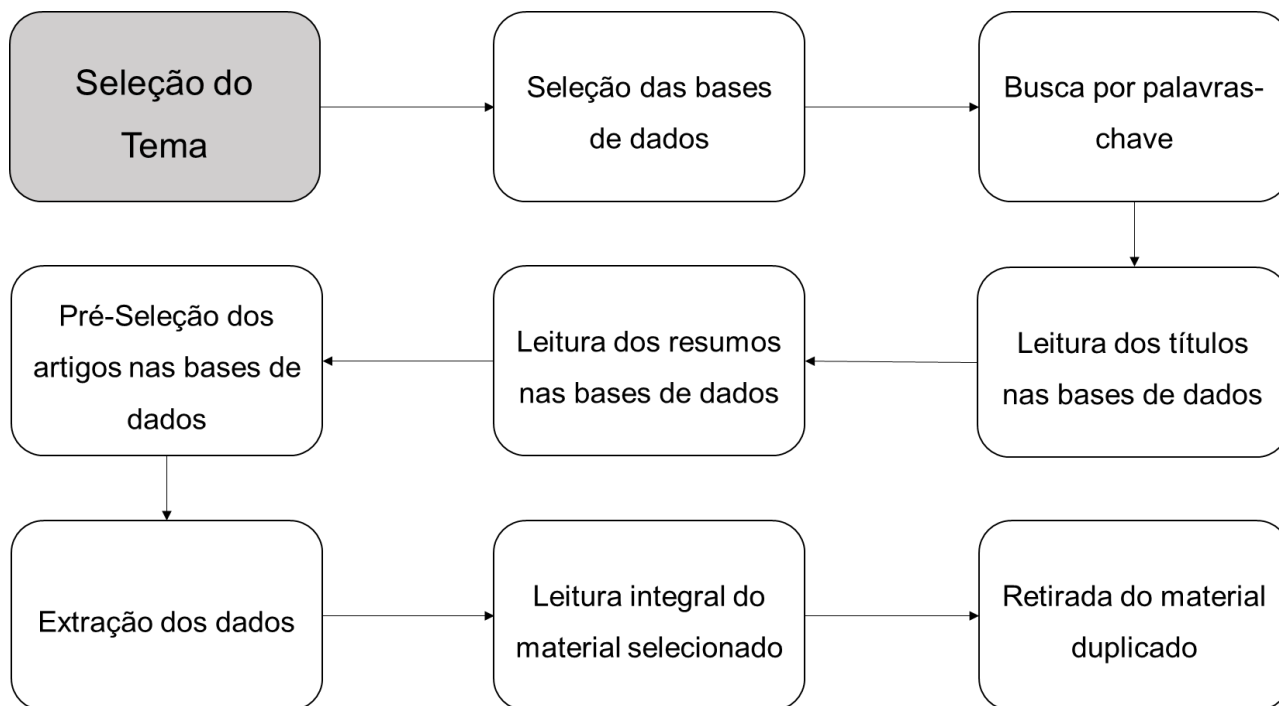 Seleção do
Tema
Seleção das bases
de dados
Busca por palavras-
chave
Leitura dos títulos
nas bases de dados
Leitura dos resumos
nas bases de dados
Pré-Seleção dos
artigos nas bases de
dados
Extração dos dados
Leitura integral do
material selecionado
Retirada do material
duplicado